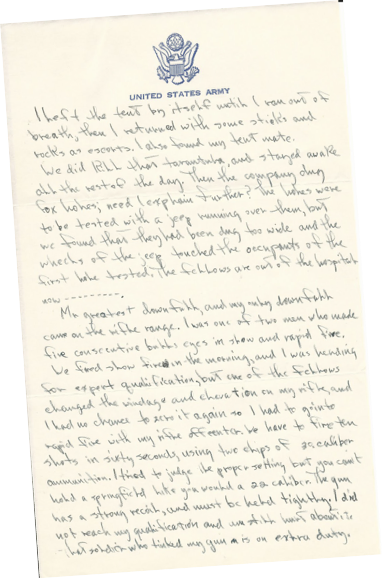 UNITED STATES ARMY
I left the tent by itself until I ran out of
breath, then I returned with some sticks and
rocks as escorts. I also found my tent mate.
We did kill that tarantula, and stayed awake
all the rest of the day. Then the company dug
fox holes; need I explain further? The holes were
to be tested with a jeep running over them, but
we found that they had been dug too wide and the
wheels of the jeep touched the occupants of the
first hole tested. The fellows are out of the hospital
now ---------.
My greatest downfall, and my only downfall
came on the rifle range. I was one of two men who made
five consecutive bulls eyes in slow and rapid fire.
We fired slow fire in the morning, and I was heading
for expert qualification, but one of the fellows
changed the windage and elevation on my rifle, and
I had no chance to zero it again so I had to go into
rapid fire with my rifle off center. We have to fire ten
shots in sixty seconds, using two clips of 30 caliber
ammunition. I tried to judge the proper setting but you can't
hold a springfield like you would a 22 caliber. The gun
has a strong recoil, and must be held tightly. I did
not reach my qualification and am still hurt about it
the soldier who my gun is on extra duty.